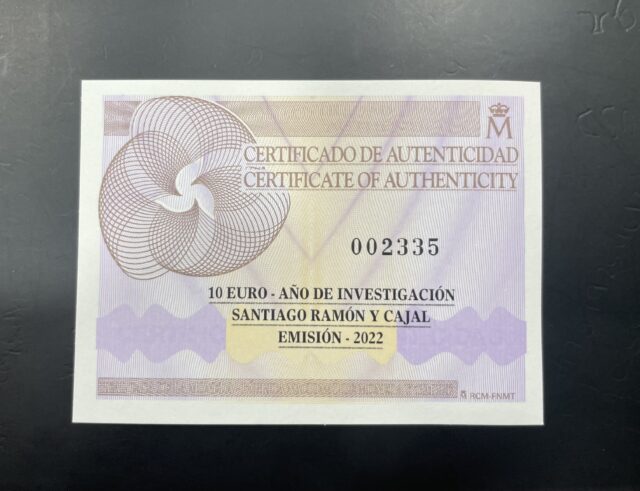 M
CERTIFICADO DE AUTENTICIDAD
CERTIFICATE OF AUTHENTICITY
002335
10 EURO - AÑO DE INVESTIGACIÓN
SANTIAGO RAMÓN Y CAJAL
EMISIÓN - 2022
RCM-FNMT